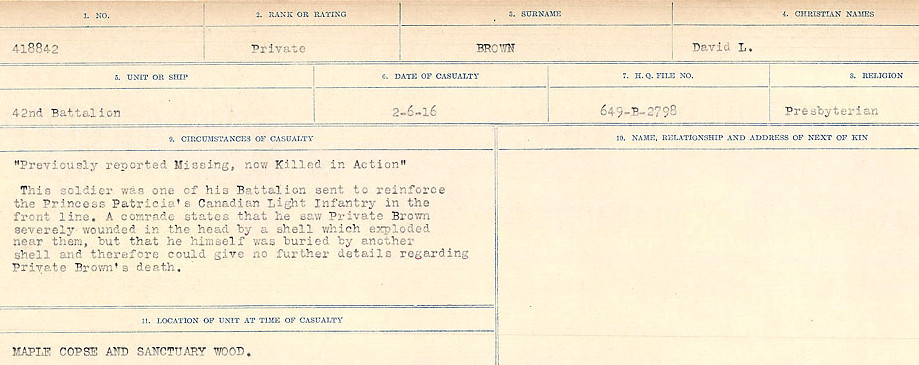 1. NO. 2. RANK OR RATING 3. SURNAME 4. CHRISTIAN NAMES
418842 Private BROWN David L.
5. UNIT OR SHIP 6. DATE OF CASUALTY 7. H. Q. FILE NO. 8. RELIGION
42nd Battalion 2-6-16 649-B-2798 Presbyterian
9. CIRCUMSTANCES OF CASUALTY
"Previously reported Missing, now Killed in Action"
This soldier was one of his Battalion sent to reinforce
the Princess Patricia's Canadian Light Infantry in the
front line. A comrade states that he saw Private Brown
severely wounded in the head by a shell which exploded
near them, but that he himself was buried by another
shell and therefore could give no further details regarding
Private Brown's death.
10. NAME, RELATIONSHIP AND ADDRESS OF NEXT OF KIN
11. LOCATION OF UNIT AT TIME OF CASUALTY
MAPLE COPSE AND SANCTUARY WOOD.